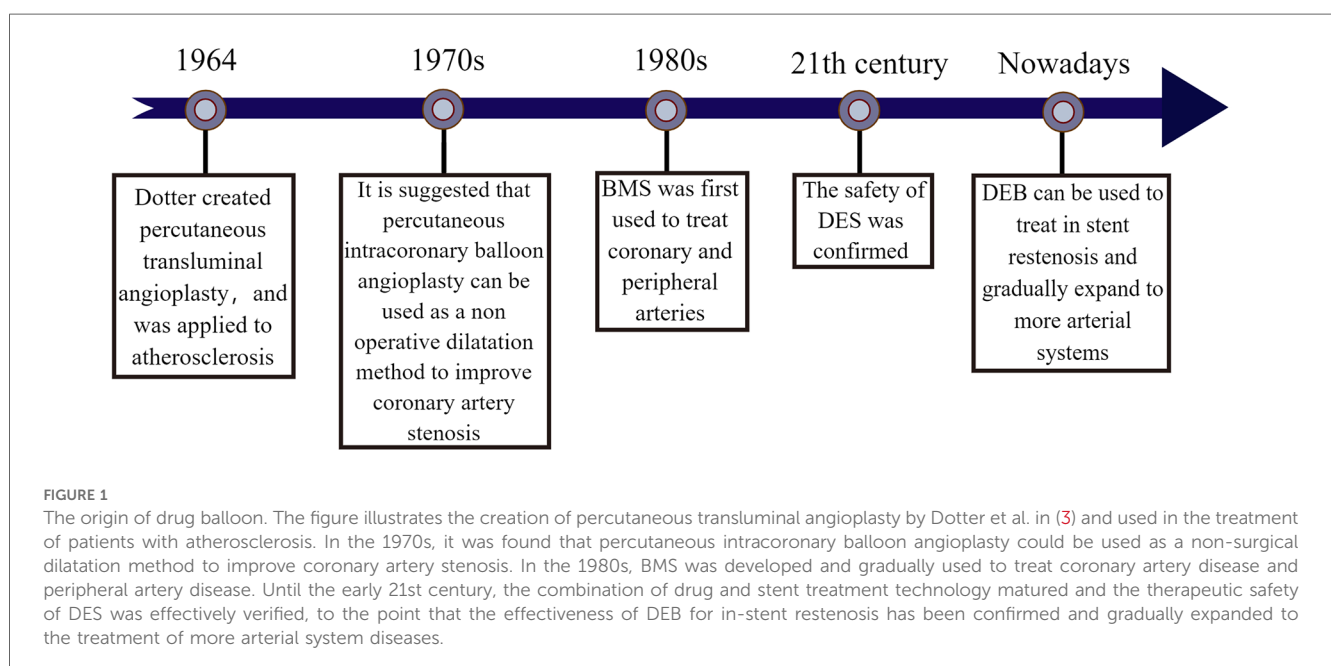 1964
1970s
1980s
21th century
Nowadays
Dotter created
percutaneous
transluminal
angioplasty, and
was applied to
atherosclerosis
It is suggested that
percutaneous
intracoronary balloon
angioplasty can be
used as a non
operative dilatation
method to improve
coronary artery
stenosis
BMS was first
used to treat
coronary and
peripheral
arteries
The safety of
DES was
confirmed
DEB can be used to
treat in stent
restenosis and
gradually expand to
more arterial
systems
FIGURE 1
The origin of drug balloon. The figure illustrates the creation of percutaneous transluminal angioplasty by Dotter et al. in (3) and used in the treatment
of patients with atherosclerosis. In the 1970s, it was found that percutaneous intracoronary balloon angioplasty could be used as a non-surgical
dilatation method to improve coronary artery stenosis. In the 1980s, BMS was developed and gradually used to treat coronary artery disease and
peripheral artery disease. Until the early 21st century, the combination of drug and stent treatment technology matured and the therapeutic safety
of DES was effectively verified, to the point that the effectiveness of DEB for in-stent restenosis has been confirmed and gradually expanded to
the treatment of more arterial system diseases.